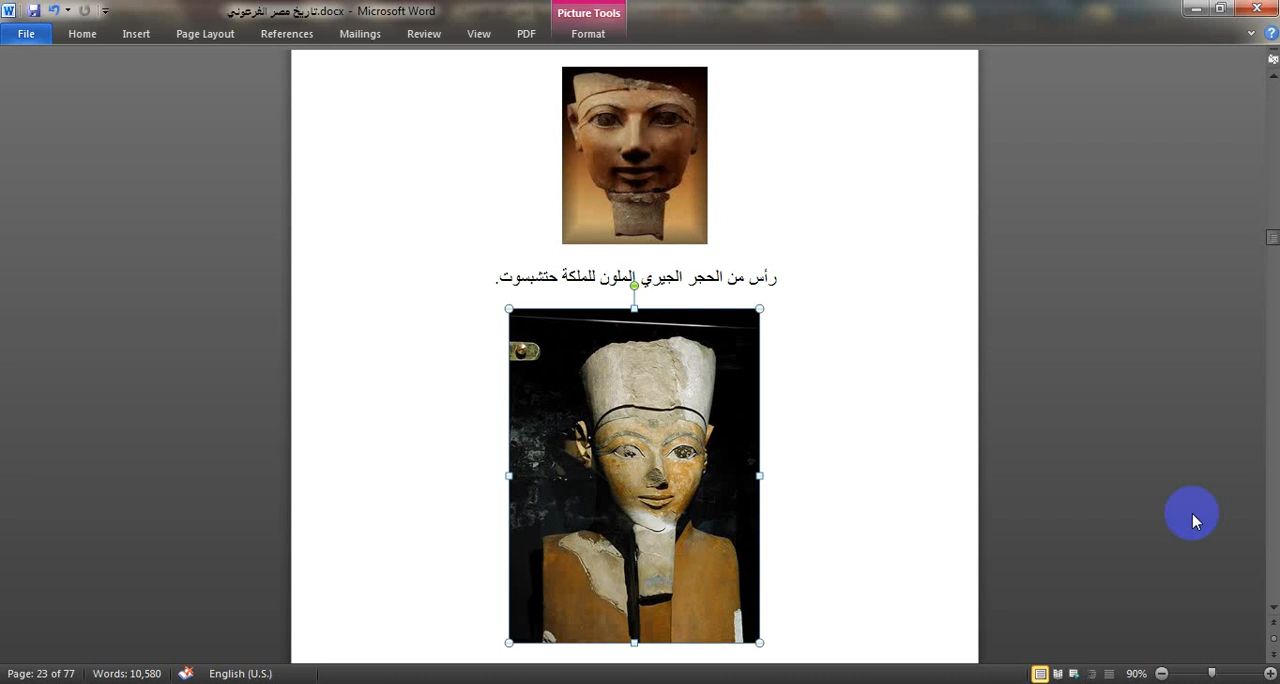 تاريخ مصر الفرعوني.docx - Microsoft Word
Picture Tools
File Home Insert Page Layout References Mailings Review View PDF Format
رأس من الحجر الجيري الملون للملكة حتشبسوت.
Page: 23 of 77 Words: 10,580 English (U.S.) 90%